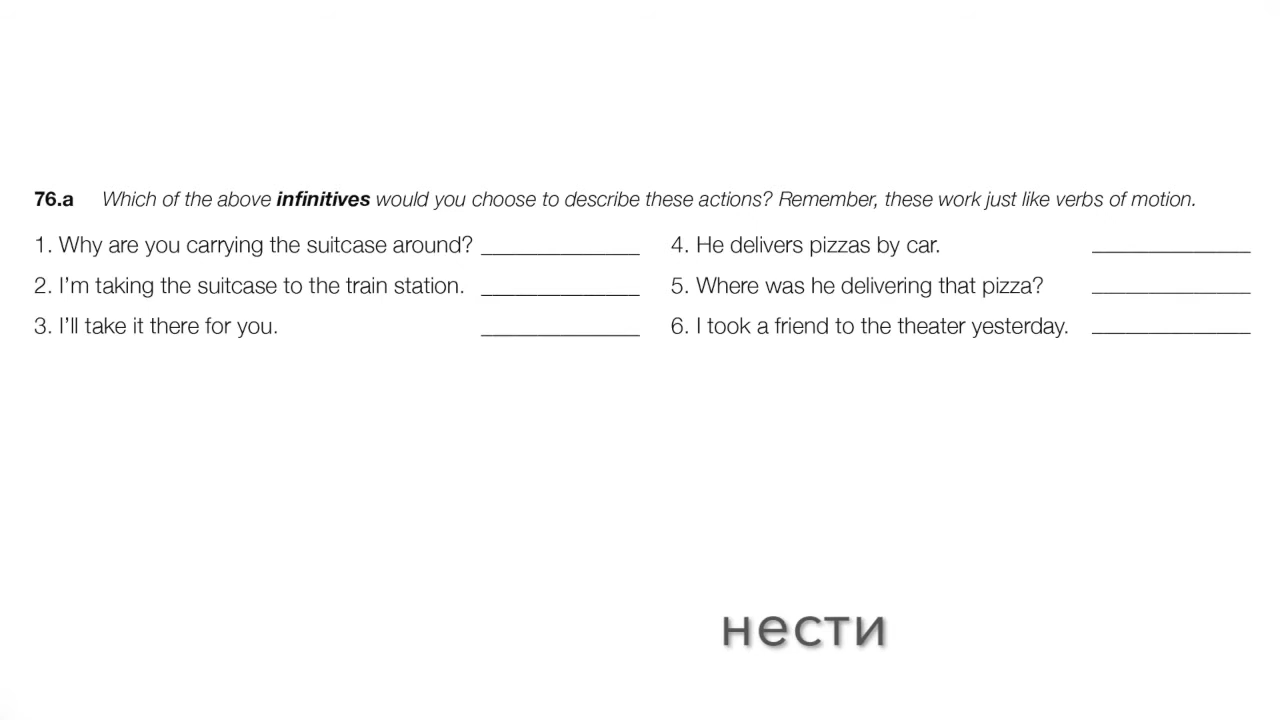 76.a Which of the above infinitives would you choose to describe these actions? Remember, these work just like verbs of motion.
1. Why are you carrying the suitcase around? ______________
2. I’m taking the suitcase to the train station. ______________
3. I’ll take it there for you. ______________
4. He delivers pizzas by car. ______________
5. Where was he delivering that pizza? ______________
6. I took a friend to the theater yesterday. ______________
нести